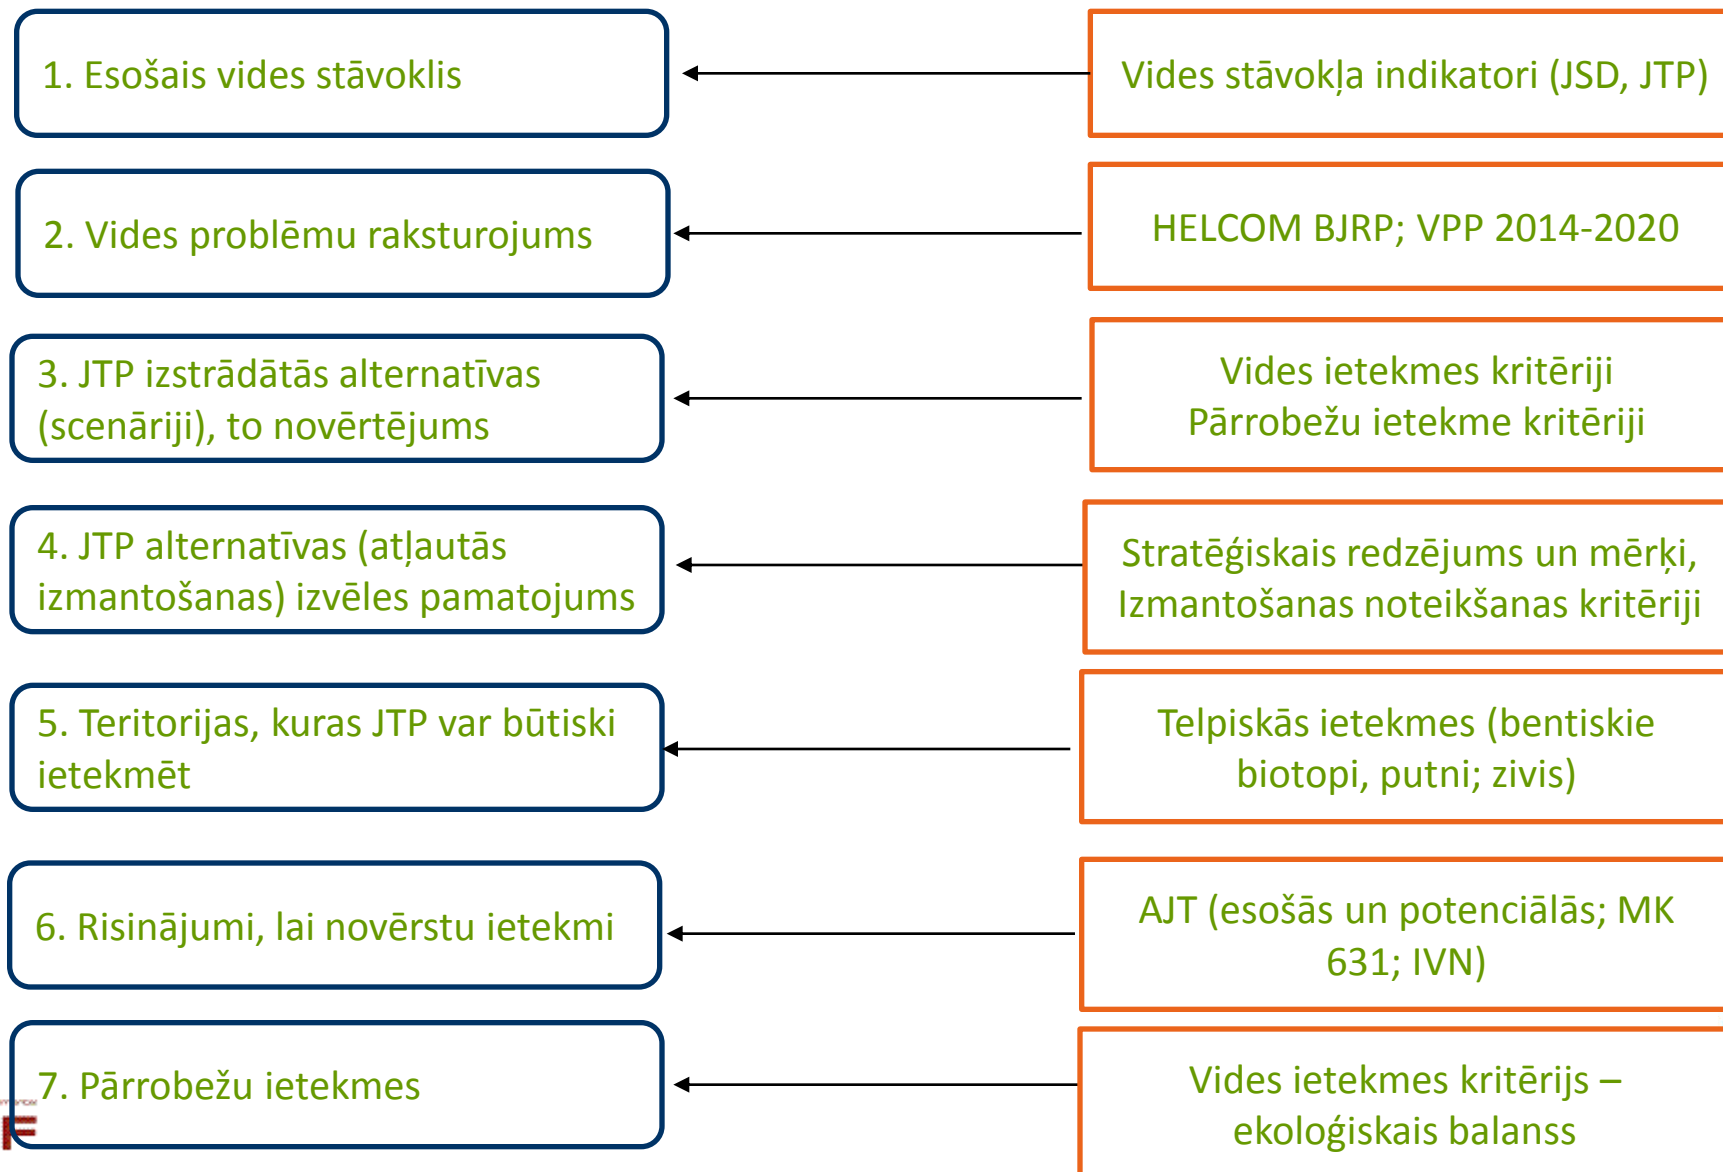 1. Esošais vides stāvoklis
Vides stāvokļa indikatori (JSD, JTP)
2. Vides problēmu raksturojums
HELCOM BJRP; VPP 2014-2020
3. JTP izstrādātās alternatīvas
(scenāriji), to novērtējums
Vides ietekmes kritēriji
Pārrobežu ietekme kritēriji
4. JTP alternatīvas (atļautās
izmantošanas) izvēles pamatojums
Stratēģiskais redzējums un mērķi,
Izmantošanas noteikšanas kritēriji
5. Teritorijas, kuras JTP var būtiski
ietekmēt
Telpiskās ietekmes (bentiskie
biotopi, putni; zivis)
6. Risinājumi, lai novērstu ietekmi
AJT (esošās un potenciālās; MK
631; IVN)
7. Pārrobežu ietekmes
Vides ietekmes kritērijs –
ekoloģiskais balanss
F